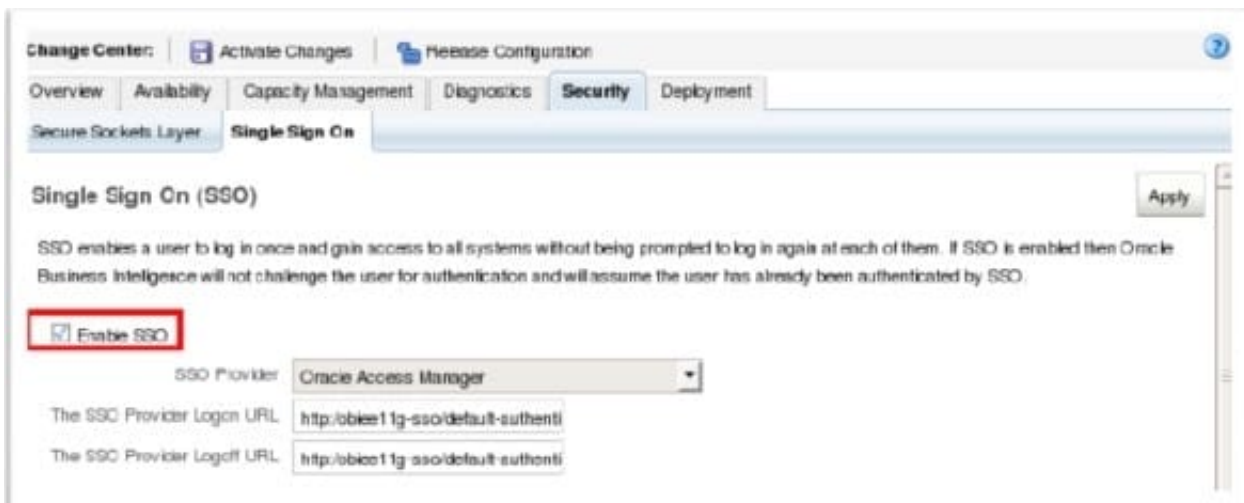 Change Center: Activate Changes Release Configuration
Overview Availability Capacity Management Diagnostics Security Deployment
Secure Sockets Layer Single Sign On
Single Sign On (SSO)
Apply
SSO enables a user to log in once and gain access to all systems without being prompted to log in again at each of them. If SSO is enabled then Oracle
Business Intelligence will not challenge the user for authentication and will assume the user has already been authenticated by SSO.
Enable SSO
SSO Provider Oracle Access Manager
The SSO Provider Logon URL http:/obiee11g-sso/default-authenti
The SSO Provider Logoff URL http:/obiee11g-sso/default-authenti